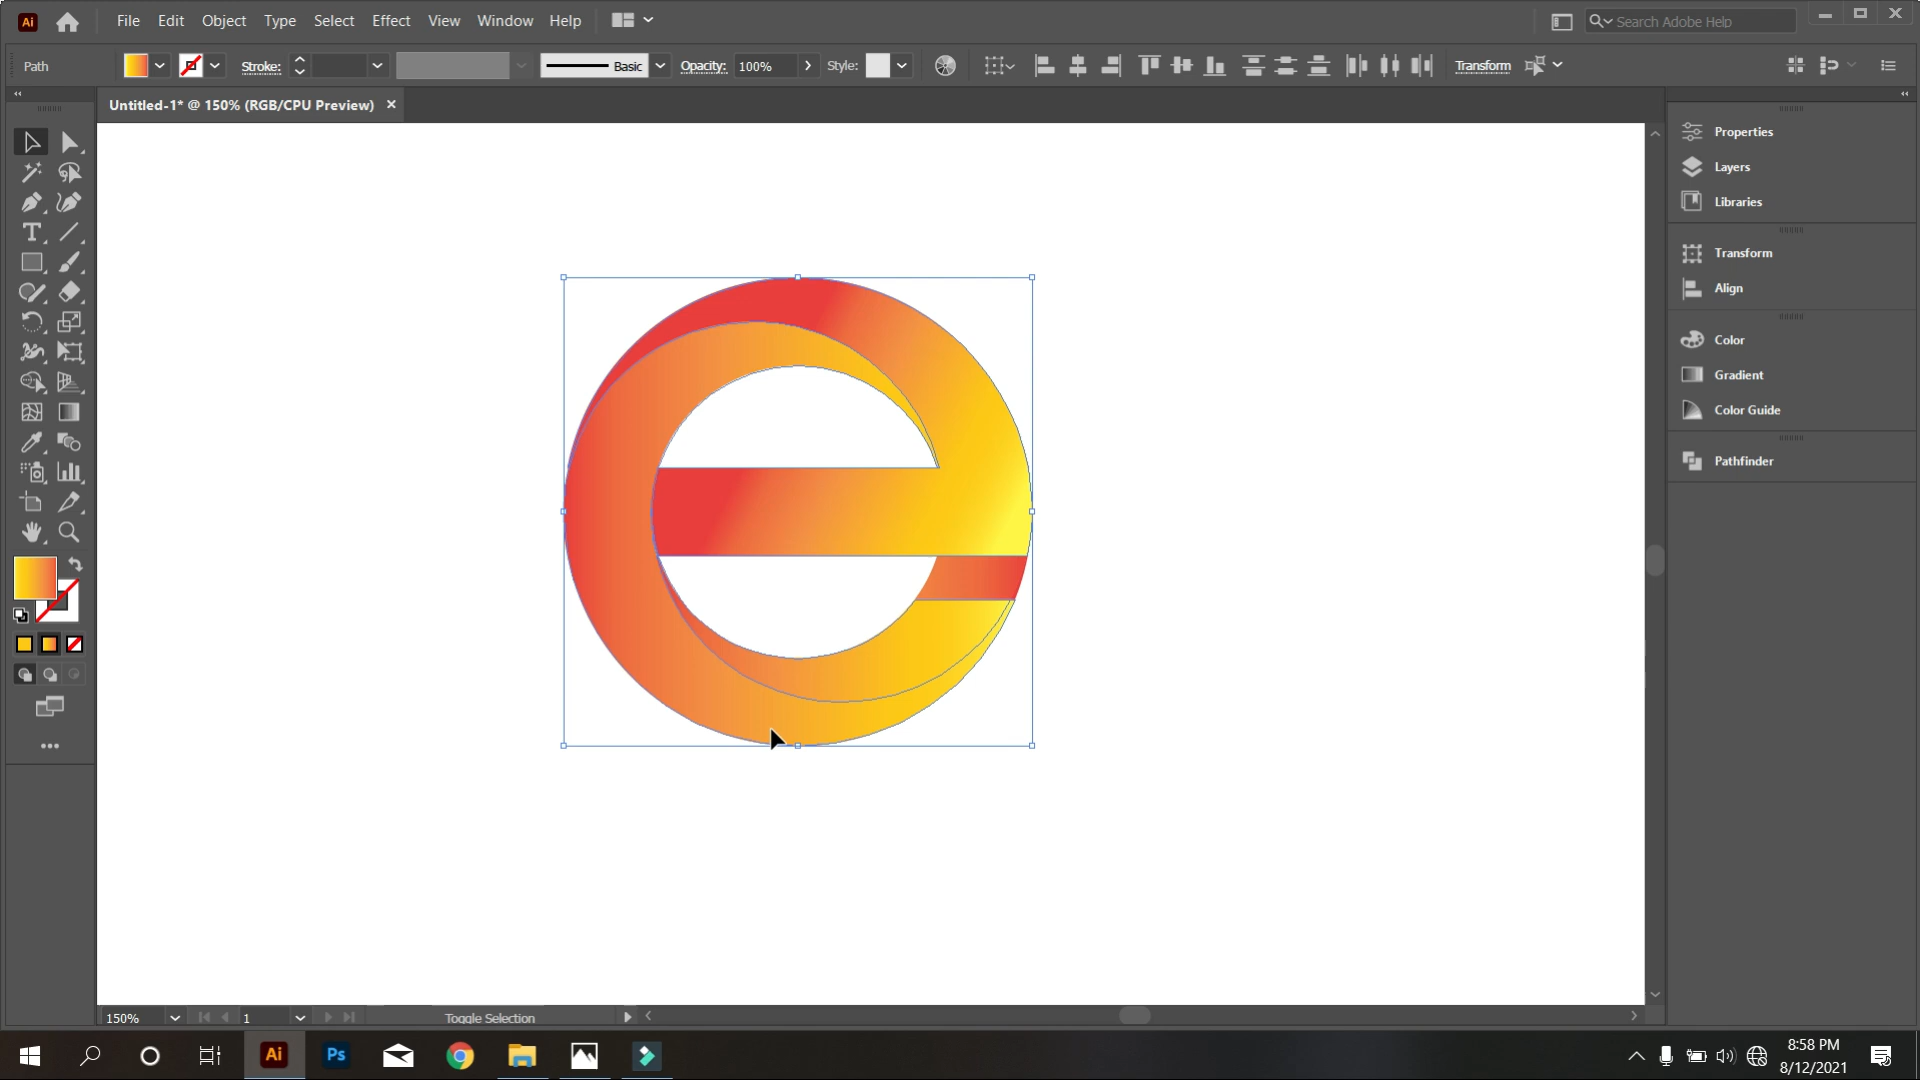 Ai File Edit Object Type Select Effect View Window Help Search Adobe Help
Path Stroke: Basic Opacity: 100% Style: Transform
Untitled-1* @ 150% (RGB/CPU Preview) ×
Properties
Layers
Libraries
Transform
Align
Color
Gradient
Color Guide
Pathfinder
150% 1 Toggle Selection
Ai Ps 8:58 PM
8/12/2021